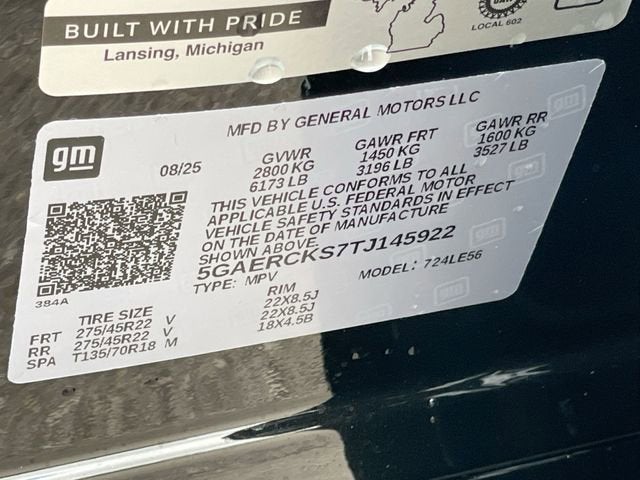 BUILT WITH PRIDE
Lansing, Michigan
LOCAL 602
gm
MFD BY GENERAL MOTORS LLC
08/25
GVWR GAWR FRT GAWR RR
2800 KG 1450 KG 1600 KG
6173 LB 3196 LB 3527 LB
THIS VEHICLE CONFORMS TO ALL
APPLICABLE U.S. FEDERAL MOTOR
VEHICLE SAFETY STANDARDS IN EFFECT
ON THE DATE OF MANUFACTURE
SHOWN ABOVE.
5GAERCKS7TJ145922
TYPE: MPV MODEL: 724LE56
384A
TIRE SIZE RIM
FRT 275/45R22 V 22X8.5J
RR 275/45R22 V 22X8.5J
SPA T135/70R18 M 18X4.5B